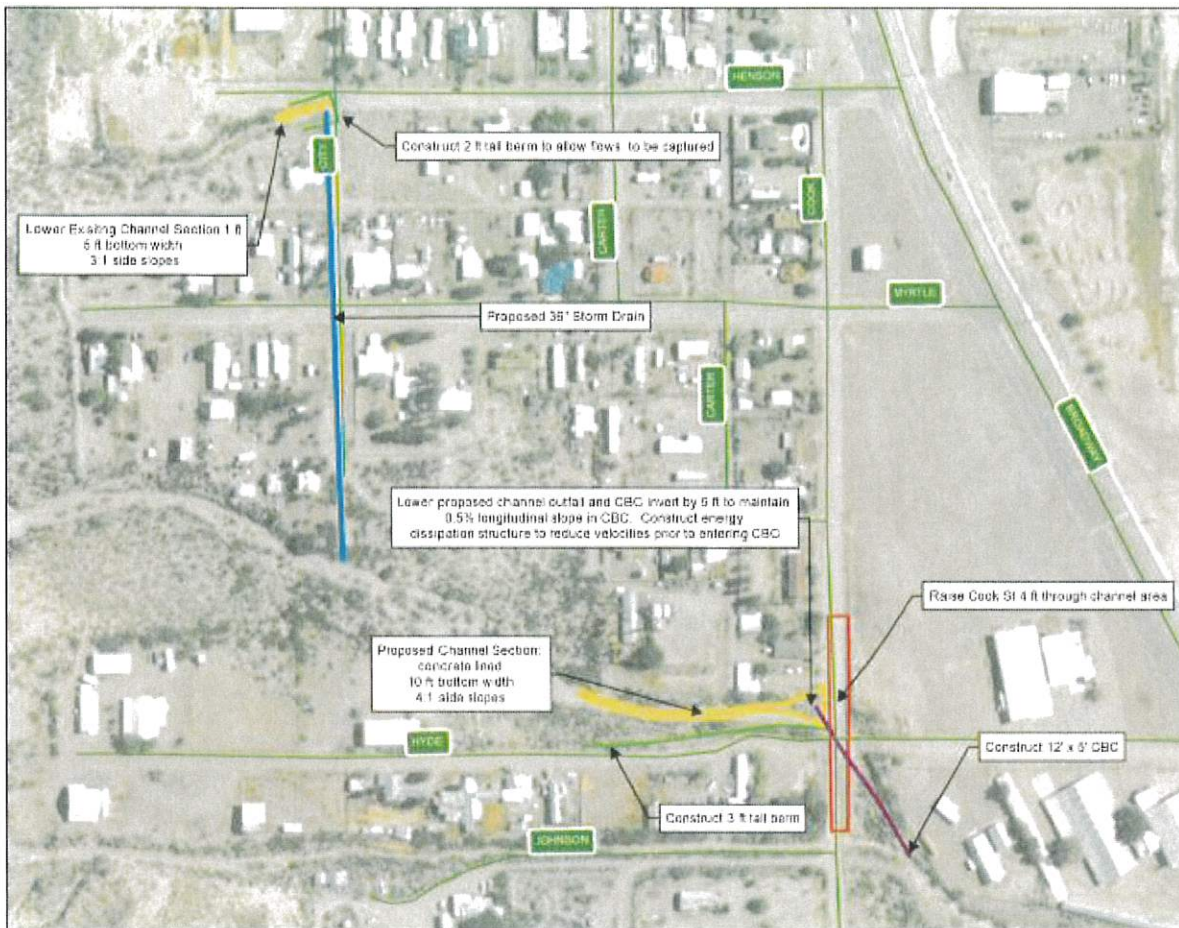 HENSON
Construct 2 ft tall berm to allow flows to be captured
CITY
COOK
CARTER
Lower Exisitng Channel Section 1 ft
5 ft bottom width
3:1 side slopes
MYRTLE
Proposed 36" Storm Drain
CARTER
BROADWAY
Lower proposed channel outfall and CBC invert by 5 ft to maintain
0.5% longitudinal slope in CBC. Construct energy
dissipation structure to reduce velocities prior to entering CBC
Raise Cook St 4 ft through channel area
Proposed Channel Section:
concrete lined
10 ft bottom width
4:1 side slopes
HYDE
Construct 12' x 5' CBC
Construct 3 ft tall berm
JOHNSON